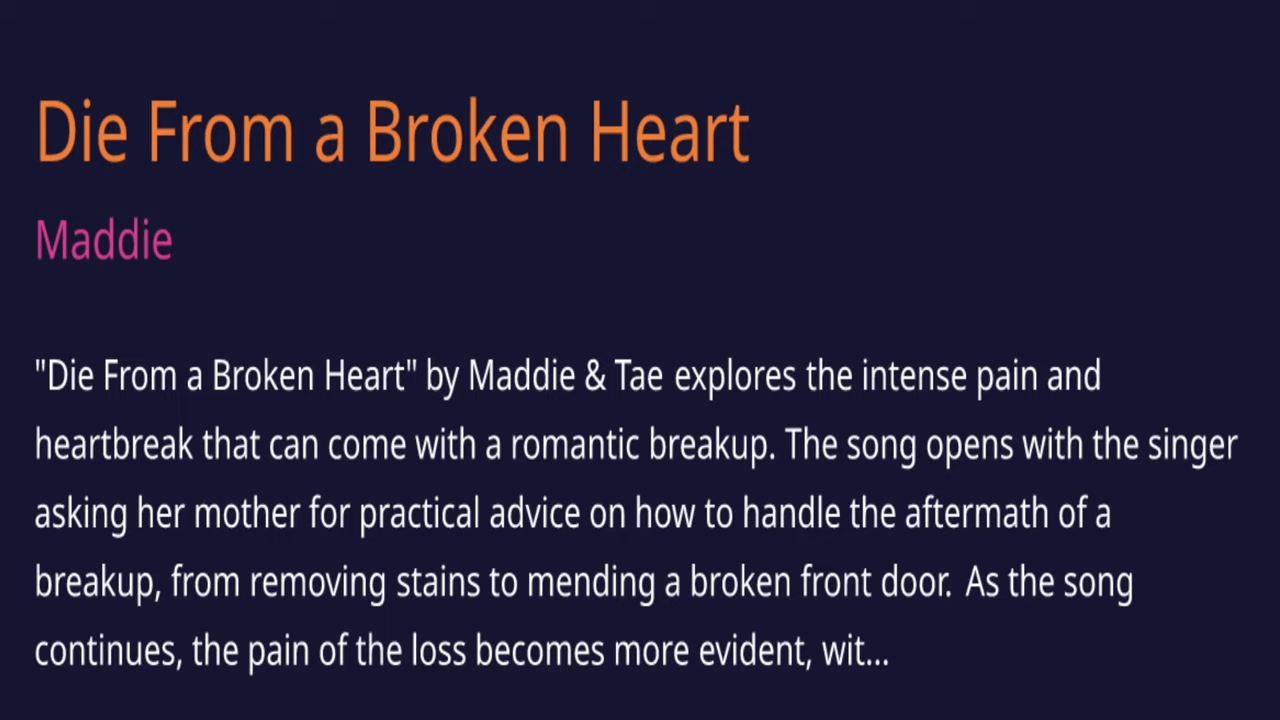 Die From a Broken Heart
Maddie
"Die From a Broken Heart" by Maddie & Tae explores the intense pain and
heartbreak that can come with a romantic breakup. The song opens with the singer
asking her mother for practical advice on how to handle the aftermath of a
breakup, from removing stains to mending a broken front door. As the song
continues, the pain of the loss becomes more evident, wit...